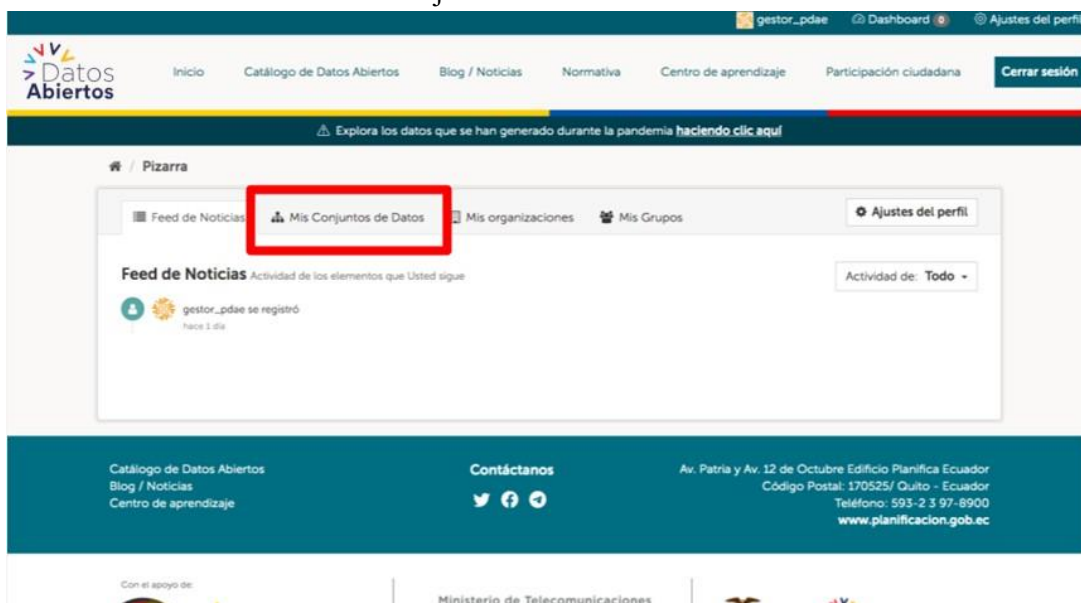 gestor_pdae Dashboard 0 Ajustes del perfil
Datos
Abiertos
Inicio Catálogo de Datos Abiertos Blog / Noticias Normativa Centro de aprendizaje Participación ciudadana Cerrar sesión
Explora los datos que se han generado durante la pandemia haciendo clic aquí
/ Pizarra
Feed de Noticias Mis Conjuntos de Datos Mis organizaciones Mis Grupos Ajustes del perfil
Feed de Noticias Actividad de los elementos que Usted sigue Actividad de: Todo
gestor_pdae se registró
hace 1 día
Catálogo de Datos Abiertos
Blog / Noticias
Centro de aprendizaje
Contáctanos
Av. Patria y Av. 12 de Octubre Edificio Planifica Ecuador
Código Postal: 170525/ Quito - Ecuador
Teléfono: 593-2 3 97-8900
www.planificacion.gob.ec
Con el apoyo de:
Ministerio de Telecomunicaciones